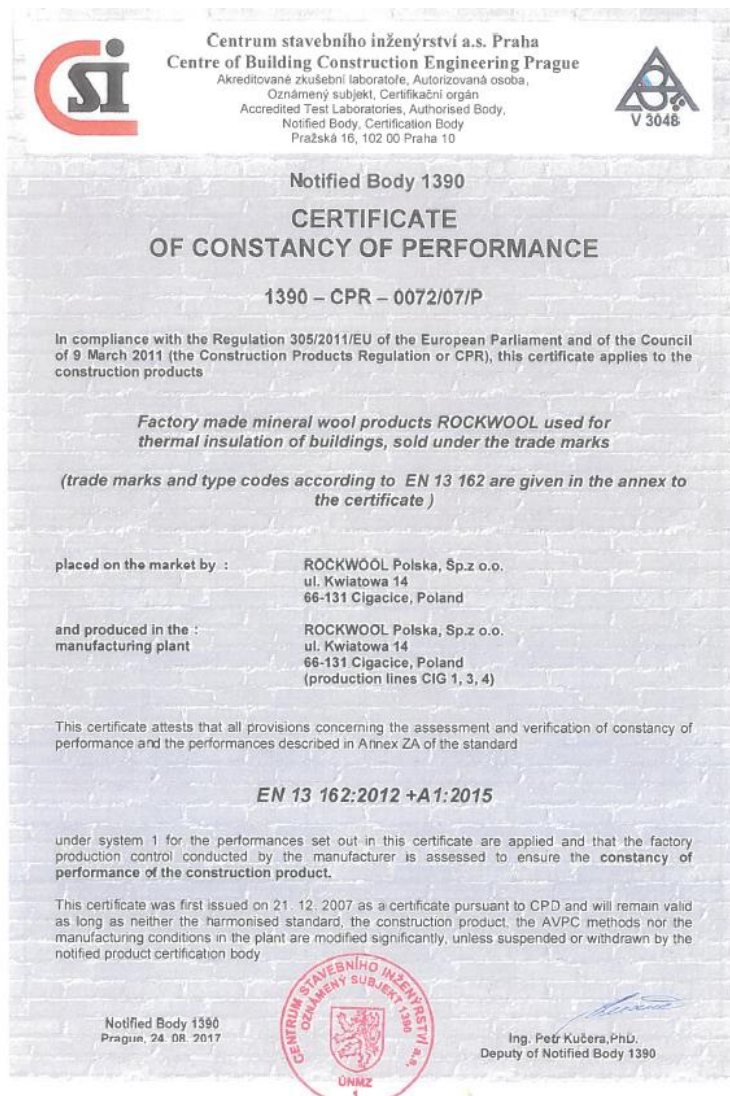 CSI
Centrum stavebního inženýrství a.s. Praha
Centre of Building Construction Engineering Prague
Akreditované zkušební laboratoře, Autorizovaná osoba,
Oznámený subjekt, Certifikační orgán
Accredited Test Laboratories, Authorised Body,
Notified Body, Certification Body
Pražská 16, 102 00 Praha 10
V 3048
Notified Body 1390
CERTIFICATE
OF CONSTANCY OF PERFORMANCE
1390 – CPR – 0072/07/P
In compliance with the Regulation 305/2011/EU of the European Parliament and of the Council
of 9 March 2011 (the Construction Products Regulation or CPR), this certificate applies to the
construction products
Factory made mineral wool products ROCKWOOL used for
thermal insulation of buildings, sold under the trade marks
(trade marks and type codes according to EN 13 162 are given in the annex to
the certificate )
placed on the market by :
ROCKWOOL Polska, Sp.z o.o.
ul. Kwiatowa 14
66-131 Cigacice, Poland
and produced in the :
manufacturing plant
ROCKWOOL Polska, Sp.z o.o.
ul. Kwiatowa 14
66-131 Cigacice, Poland
(production lines CIG 1, 3, 4)
This certificate attests that all provisions concerning the assessment and verification of constancy of
performance and the performances described in Annex ZA of the standard
EN 13 162:2012 +A1:2015
under system 1 for the performances set out in this certificate are applied and that the factory
production control conducted by the manufacturer is assessed to ensure the constancy of
performance of the construction product.
This certificate was first issued on 21. 12. 2007 as a certificate pursuant to CPD and will remain valid
as long as neither the harmonised standard, the construction product, the AVPC methods nor the
manufacturing conditions in the plant are modified significantly, unless suspended or withdrawn by the
notified product certification body
CENTRUM STAVEBNÍHO INŽENÝRSTVÍ a.s.
OZNÁMENÝ SUBJEKT 1390
ÚNMZ
1
Notified Body 1390
Prague, 24. 08. 2017
Ing. Petr Kučera,PhD.
Deputy of Notified Body 1390